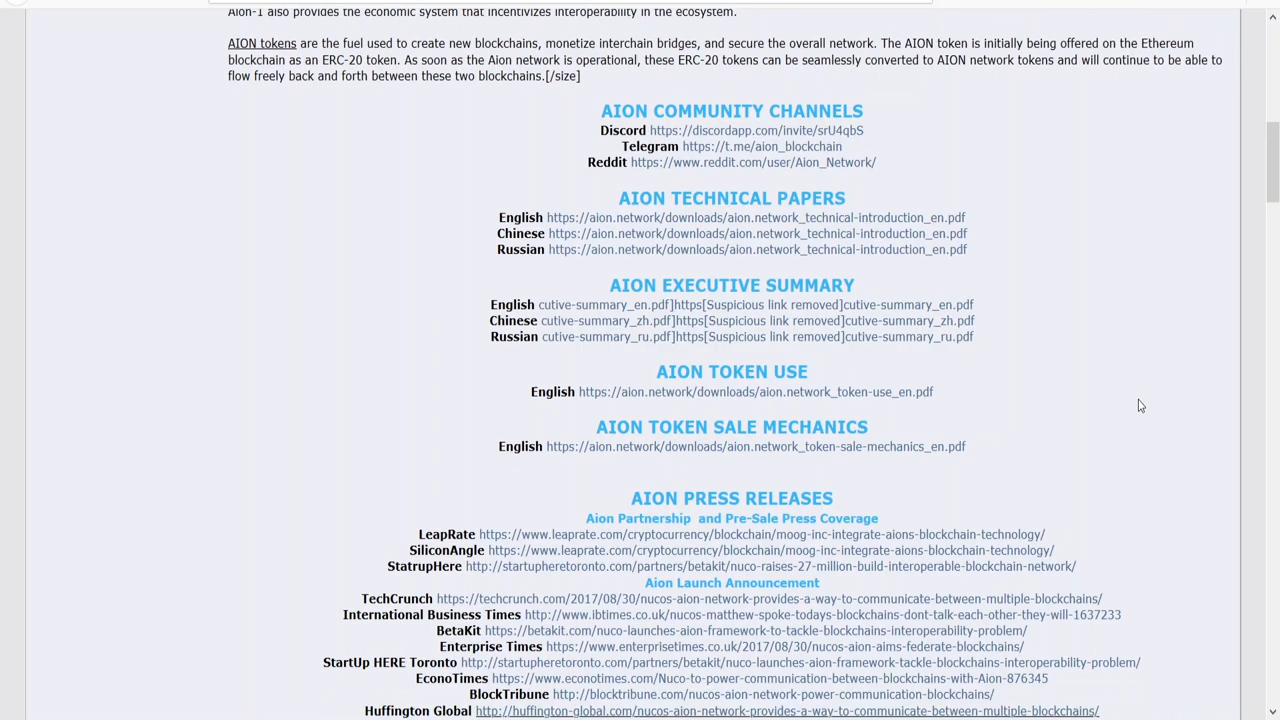 Aion-1 also provides the economic system that incentivizes interoperability in the ecosystem.
AION tokens are the fuel used to create new blockchains, monetize interchain bridges, and secure the overall network. The AION token is initially being offered on the Ethereum
blockchain as an ERC-20 token. As soon as the Aion network is operational, these ERC-20 tokens can be seamlessly converted to AION network tokens and will continue to be able to
flow freely back and forth between these two blockchains.[/size]
AION COMMUNITY CHANNELS
Discord https://discordapp.com/invite/srU4qbS
Telegram https://t.me/aion_blockchain
Reddit https://www.reddit.com/user/Aion_Network/
AION TECHNICAL PAPERS
English https://aion.network/downloads/aion.network_technical-introduction_en.pdf
Chinese https://aion.network/downloads/aion.network_technical-introduction_en.pdf
Russian https://aion.network/downloads/aion.network_technical-introduction_en.pdf
AION EXECUTIVE SUMMARY
English cutive-summary_en.pdf]https[Suspicious link removed]cutive-summary_en.pdf
Chinese cutive-summary_zh.pdf]https[Suspicious link removed]cutive-summary_zh.pdf
Russian cutive-summary_ru.pdf]https[Suspicious link removed]cutive-summary_ru.pdf
AION TOKEN USE
English https://aion.network/downloads/aion.network_token-use_en.pdf
AION TOKEN SALE MECHANICS
English https://aion.network/downloads/aion.network_token-sale-mechanics_en.pdf
AION PRESS RELEASES
Aion Partnership and Pre-Sale Press Coverage
LeapRate https://www.leaprate.com/cryptocurrency/blockchain/moog-inc-integrate-aions-blockchain-technology/
SiliconAngle https://www.leaprate.com/cryptocurrency/blockchain/moog-inc-integrate-aions-blockchain-technology/
StatrupHere http://startupheretoronto.com/partners/betakit/nuco-raises-27-million-build-interoperable-blockchain-network/
Aion Launch Announcement
TechCrunch https://techcrunch.com/2017/08/30/nucos-aion-network-provides-a-way-to-communicate-between-multiple-blockchains/
International Business Times http://www.ibtimes.co.uk/nucos-matthew-spoke-todays-blockchains-dont-talk-each-other-they-will-1637233
BetaKit https://betakit.com/nuco-launches-aion-framework-to-tackle-blockchains-interoperability-problem/
Enterprise Times https://www.enterprisetimes.co.uk/2017/08/30/nucos-aion-aims-federate-blockchains/
StartUp HERE Toronto http://startupheretoronto.com/partners/betakit/nuco-launches-aion-framework-tackle-blockchains-interoperability-problem/
EconoTimes https://www.econotimes.com/Nuco-to-power-communication-between-blockchains-with-Aion-876345
BlockTribune http://blocktribune.com/nucos-aion-network-power-communication-blockchains/
Huffington Global http://huffington-global.com/nucos-aion-network-provides-a-way-to-communicate-between-multiple-blockchains/